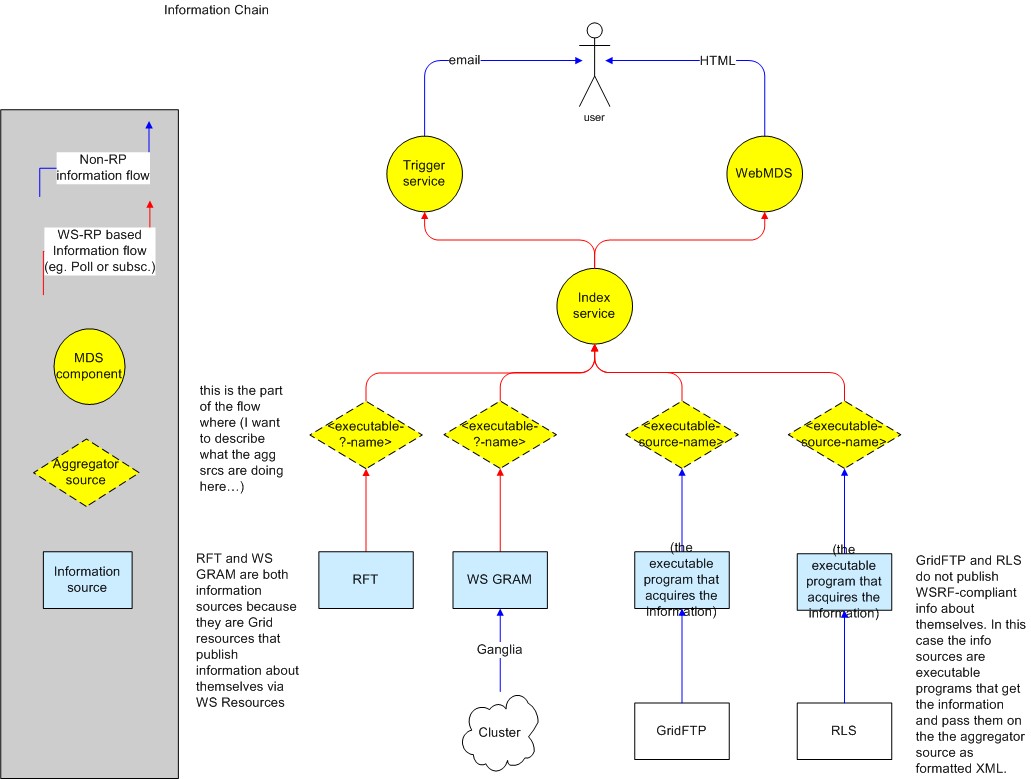 Information Chain
email
HTML
user
Trigger
service
WebMDS
Index
service
Non-RP
information flow
WS-RP based
Information flow
(eg. Poll or subsc.)
MDS
component
Aggregator
source
Information
source
this is the part
of the flow
where (I want
to describe
what the agg
srcs are doing
here…)
<executable-
?-name>
<executable-
?-name>
<executable-
source-name>
<executable-
source-name>
RFT and WS
GRAM are both
information
sources because
they are Grid
resources that
publish
information about
themselves via
WS Resources
RFT
WS GRAM
(the
executable
program that
acquires the
information)
(the
executable
program that
acquires the
information)
Ganglia
Cluster
GridFTP
RLS
GridFTP and RLS
do not publish
WSRF-compliant
info about
themselves. In this
case the info
sources are
executable
programs that get
the information
and pass them on
the the aggregator
source as
formatted XML.